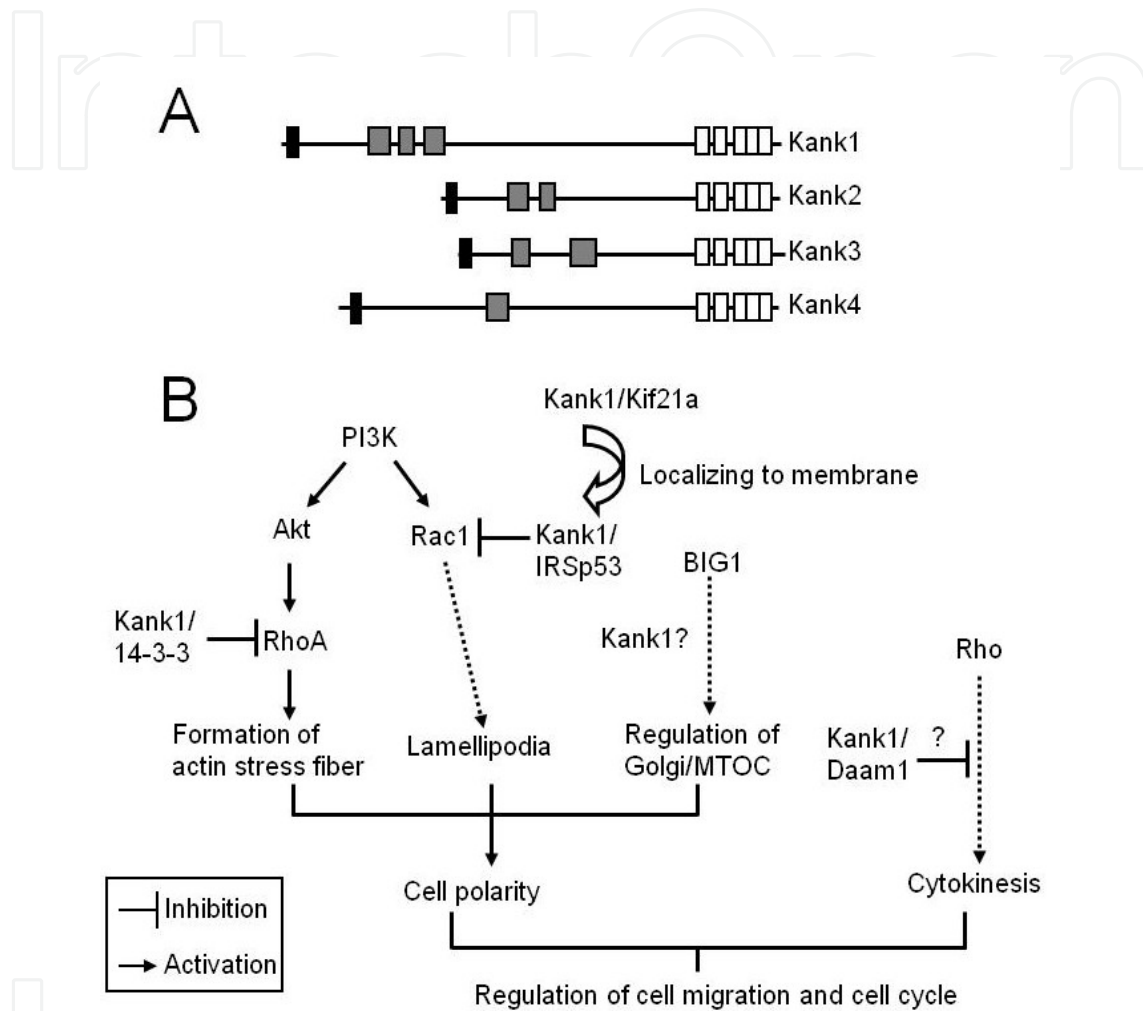 IntechOpen
A
Kank1
Kank2
Kank3
Kank4
B
Kank1/Kif21a
PI3K
Localizing to membrane
Akt
Rac1
Kank1/
IRSp53
BIG1
Kank1/
14-3-3
RhoA
Kank1?
Rho
Formation of
actin stress fiber
Lamellipodia
Regulation of
Golgi/MTOC
Kank1/
Daam1
?
Cell polarity
Cytokinesis
Inhibition
Activation
Regulation of cell migration and cell cycle